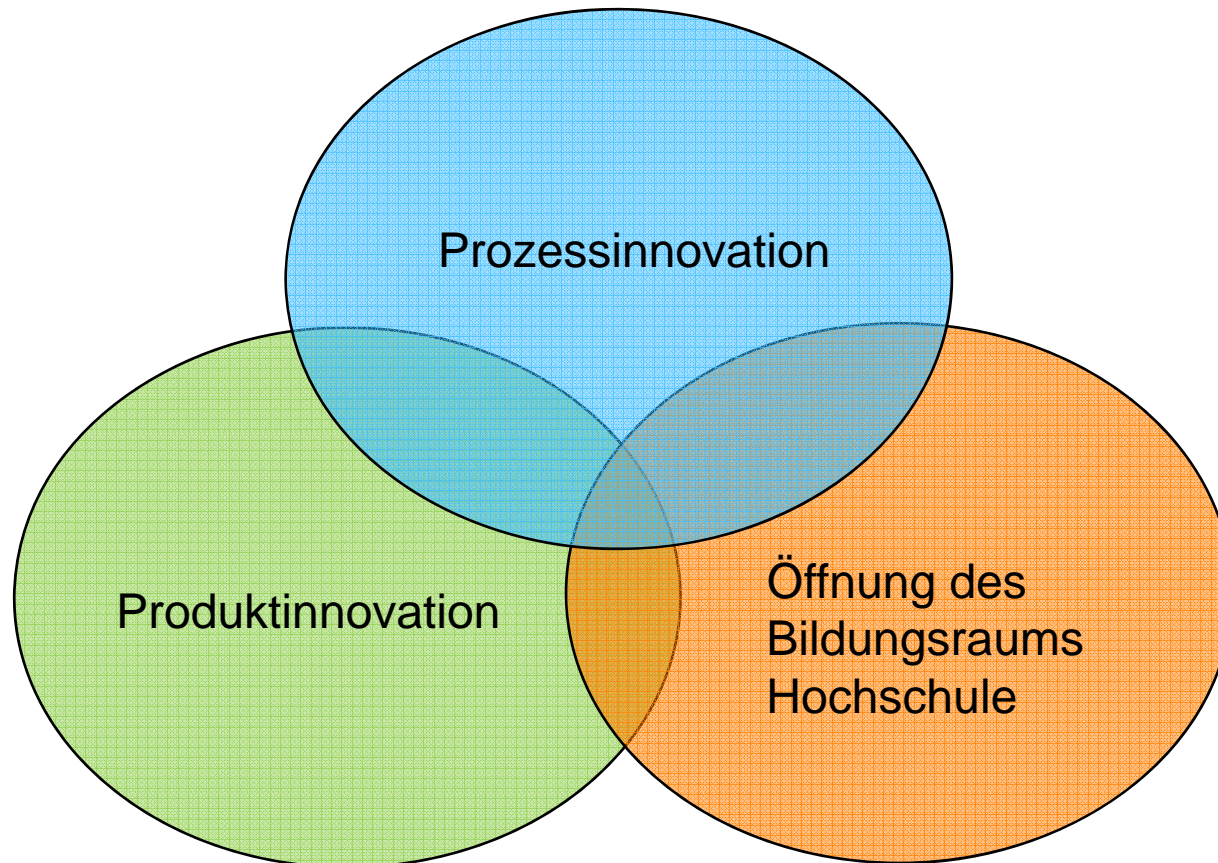 Prozessinnovation
Produktinnovation
Öffnung des
Bildungsraums
Hochschule